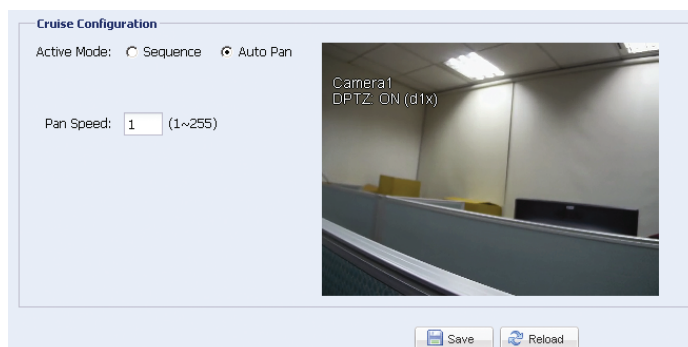 Cruise Configuration
Active Mode: Sequence Auto Pan
Camera1
DPTZ ON (d1x)
Pan Speed: 1 (1~255)
Save Reload